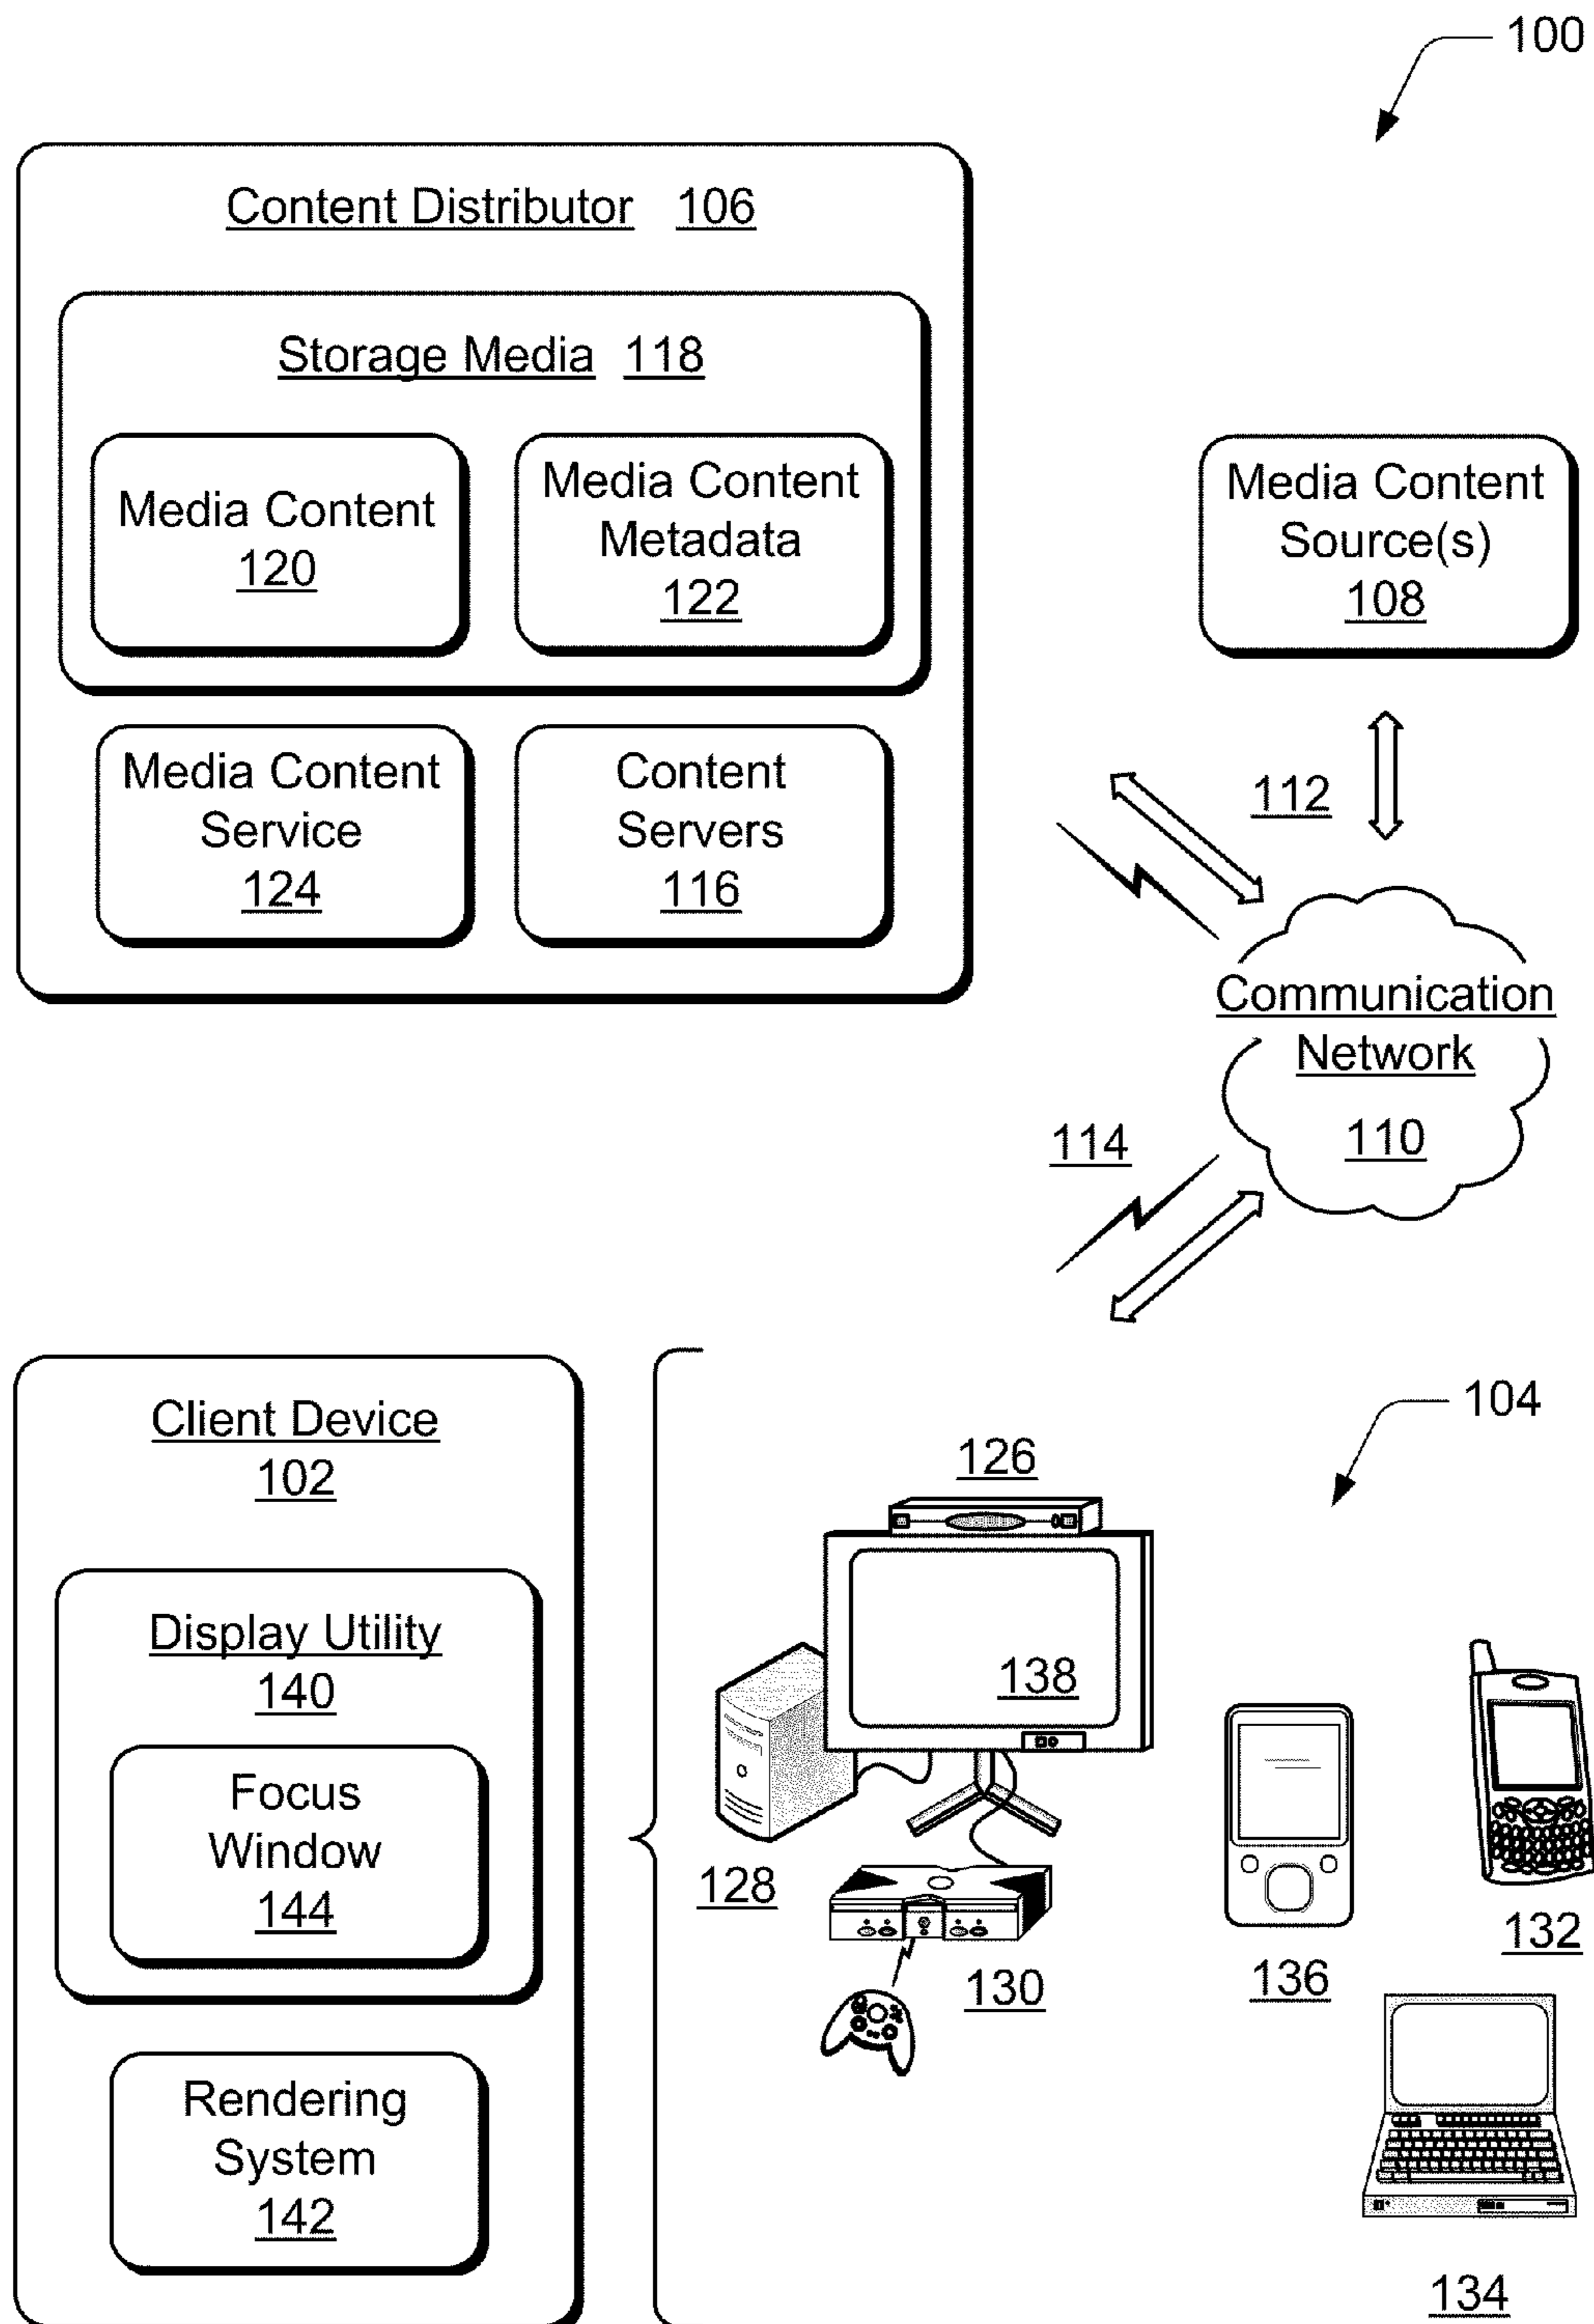 100
Content Distributor 106
Storage Media 118
Media Content
120
Media Content
Metadata
122
Media Content
Source(s)
108
Media Content
Service
124
Content
Servers
116
112
Communication
Network
110
114
Client Device
102
104
126
Display Utility
140
138
Focus
Window
144
128
130
136
132
Rendering
System
142
134